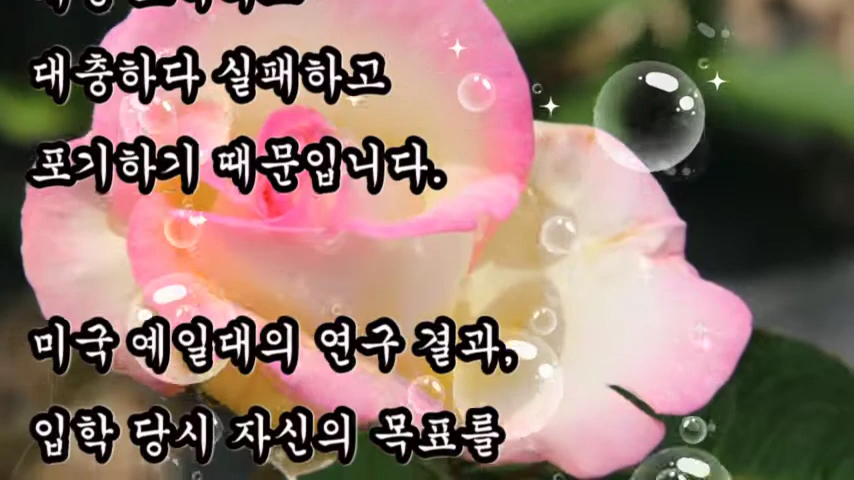 대충하다 실패하고
포기하기 때문입니다.
미국 예일대의 연구 결과,
입학 당시 자신의 목표를